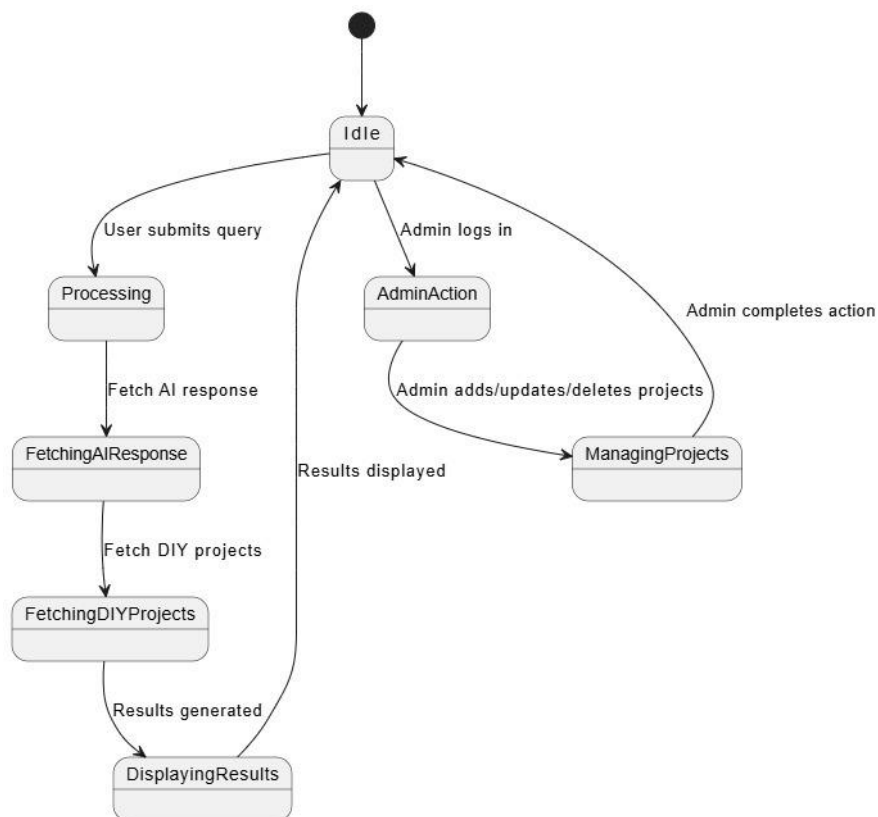 Idle
User submits query
Admin logs in
Processing
AdminAction
Admin completes action
Fetch AI response
Admin adds/updates/deletes projects
FetchingAIResponse
ManagingProjects
Results displayed
Fetch DIY projects
FetchingDIYProjects
Results generated
DisplayingResults